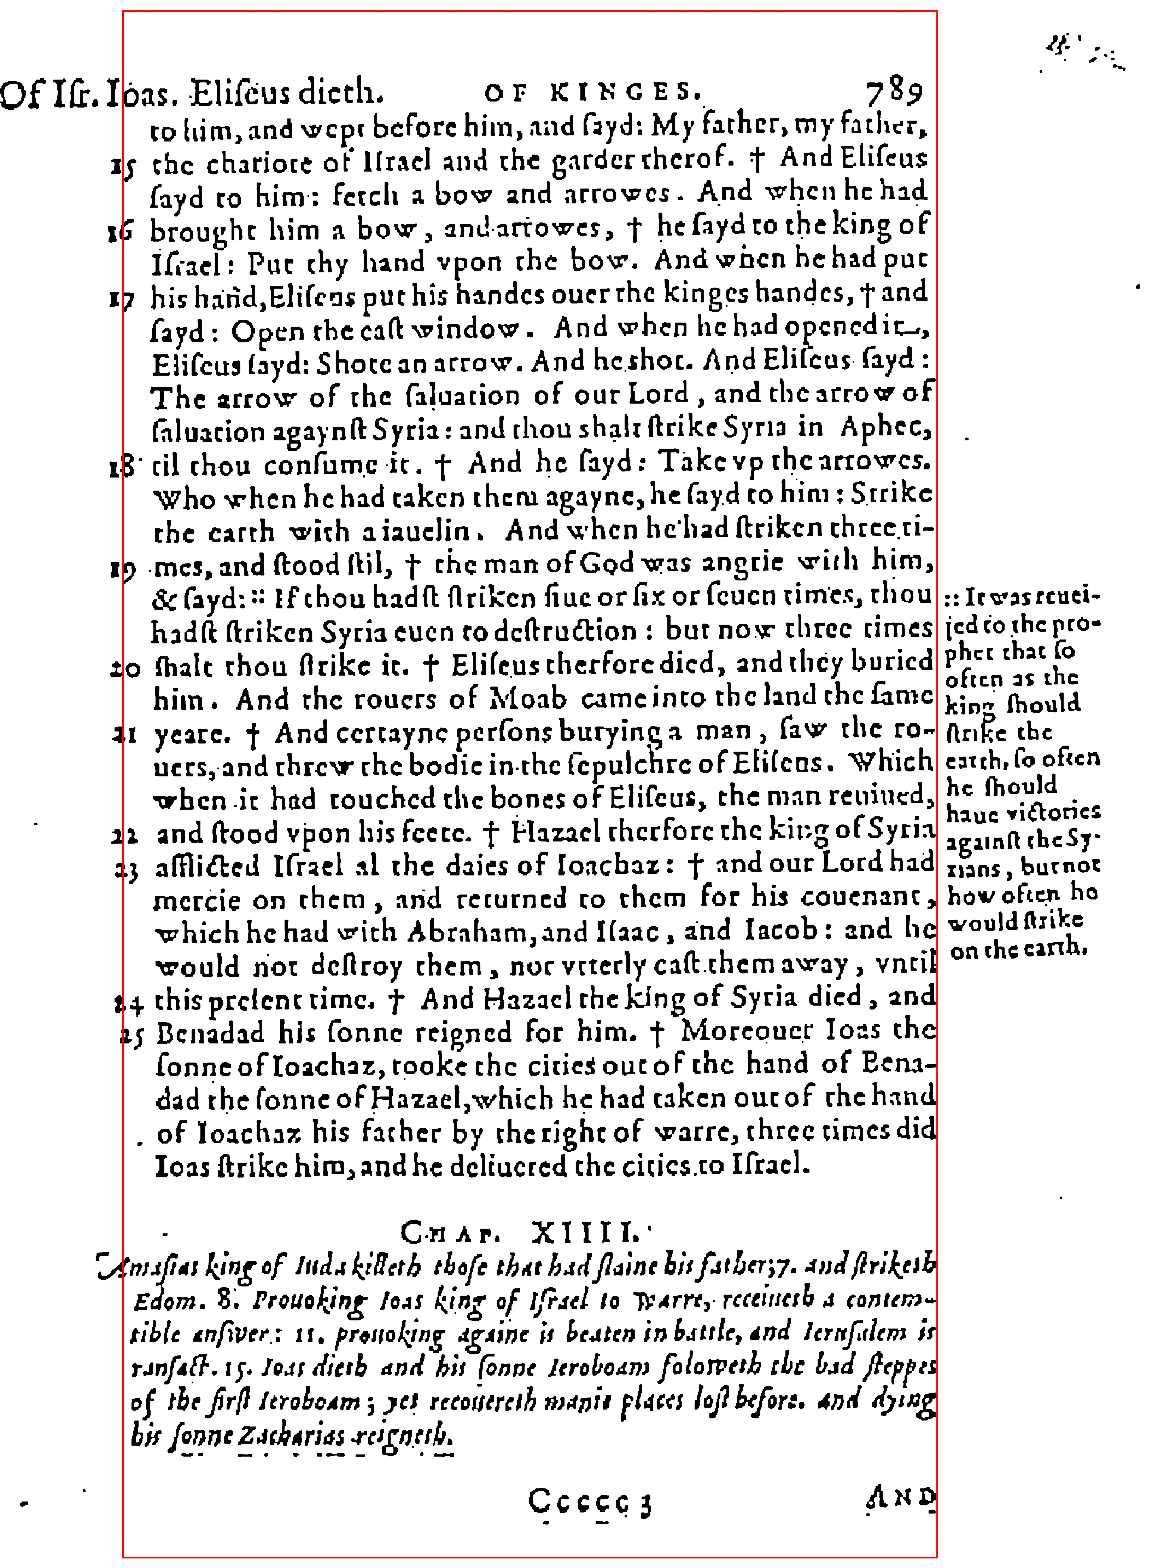 Of Iſr. Ioas. Eliſeus dieth. OF KINGES. 789
to him, and wept before him, and ſayd: My father, my father,
15 the chariote of Iſrael and the garder therof. † And Eliſeus
ſayd to him: Fetch a bow and arrowes. And when he had
16 brought him a bow, and arrowes, † he ſayd to the king of
Iſrael: Put thy hand vpon the bow. And when he had put
17 his hand, Eliſeus put his handes ouer the kinges handes, † and
ſayd: Open the eaſt window. And when he had opened it,
Eliſeus ſayd: Shote an arrow. And he shot. And Eliſeus ſayd:
The arrow of the ſaluation of our Lord, and the arrow of
ſaluation agaynſt Syria: and thou shalt ſtrike Syria in Aphec,
18 til thou conſume it. † And he ſayd: Take vp the arrowes.
Who when he had taken them agayne, he ſayd to him: Strike
the earth with a iauelin. And when he had ſtriken three ti-
19 mes, and ſtood ſtil, † the man of God was angrie with him,
& ſayd: :: If thou hadſt ſtriken fiue or ſix or ſeuen times, thou
hadſt ſtriken Syria euen to deſtruction: but now three times
20 ſhalt thou ſtrike it. † Eliſeus therfore died, and they buried
him. And the rouers of Moab came into the land the ſame
21 yeare. † And certayne perſons burying a man, ſaw the ro-
uers, and threw the bodie in the ſepulchre of Eliſeus. Which
when it had touched the bones of Eliſeus, the man reuiued,
22 and ſtood vpon his feete. † Hazael therfore the king of Syria
23 afflicted Iſrael al the daies of Ioachaz: † and our Lord had
mercie on them, and returned to them for his couenant,
which he had with Abraham, and Iſaac, and Iacob: and he
would not deſtroy them, nor vtterly caſt them away, vntil
24 this preſent time. † And Hazael the king of Syria died, and
25 Benadad his ſonne reigned for him. † Moreouer Ioas the
ſonne of Ioachaz, tooke the cities out of the hand of Bena-
dad the ſonne of Hazael, which he had taken out of the hand
of Ioachaz his father by the right of warre, three times did
Ioas ſtrike him, and he deliuered the cities to Iſrael.
:: It was reuei-
led to the pro-
phet that ſo
often as the
king ſhould
ſtrike the
earth, ſo often
he ſhould
haue victories
againſt the Sy-
rians, but not
how often he
would ſtrike
on the earth.
CHAP. XIIII.
Amaſias king of Iuda killeth thoſe that had ſlaine his father; 7. and ſtriketh
Edom. 8. Prouoking Ioas king of Iſrael to warre, receiueth a contem-
tible anſwer: 11. prouoking againe is beaten in battle, and Ieruſalem is
ranſact. 15. Ioas dieth and his ſonne Ieroboam foloweth the bad ſteppes
of the firſt Ieroboam; yet recouereth manie places loſt before. and dying
his ſonne Zacharias reigneth.
Cccccc 3 AND